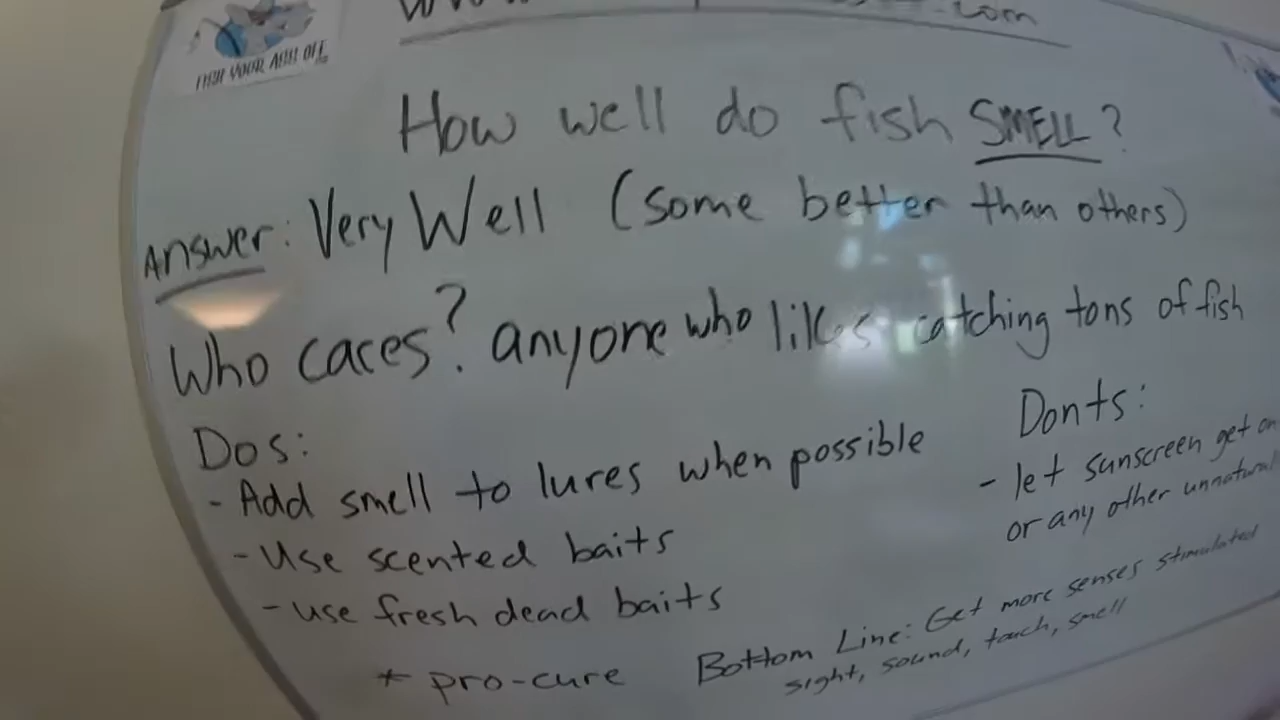 .com
FISH YOUR ASS OFF
How well do fish SMELL?
Answer: Very Well (some better than others)
Who cares? anyone who likes catching tons of fish
Dos:
- Add smell to lures when possible
- Use scented baits
- use fresh dead baits
* pro-cure
Donts:
- let sunscreen get on
or any other unnatural
Bottom Line: Get more senses stimulated
sight, sound, touch, smell